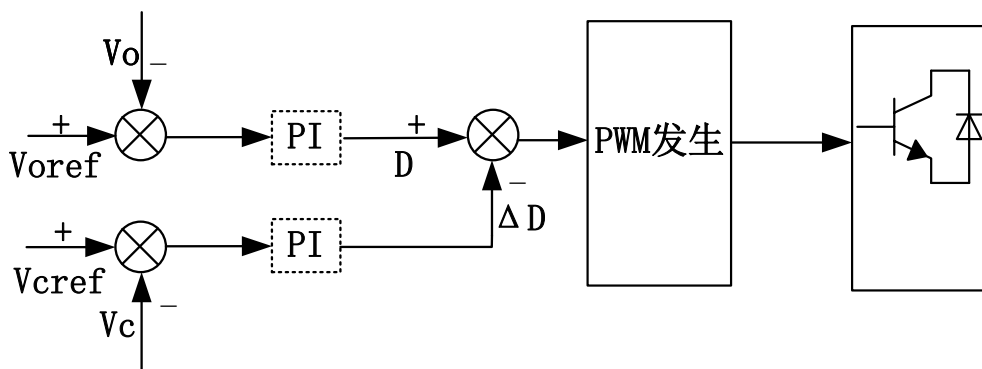 Vo
−
+
Voref
PI
+
D
PWM发生
−
ΔD
+
Vcref
PI
−
Vc